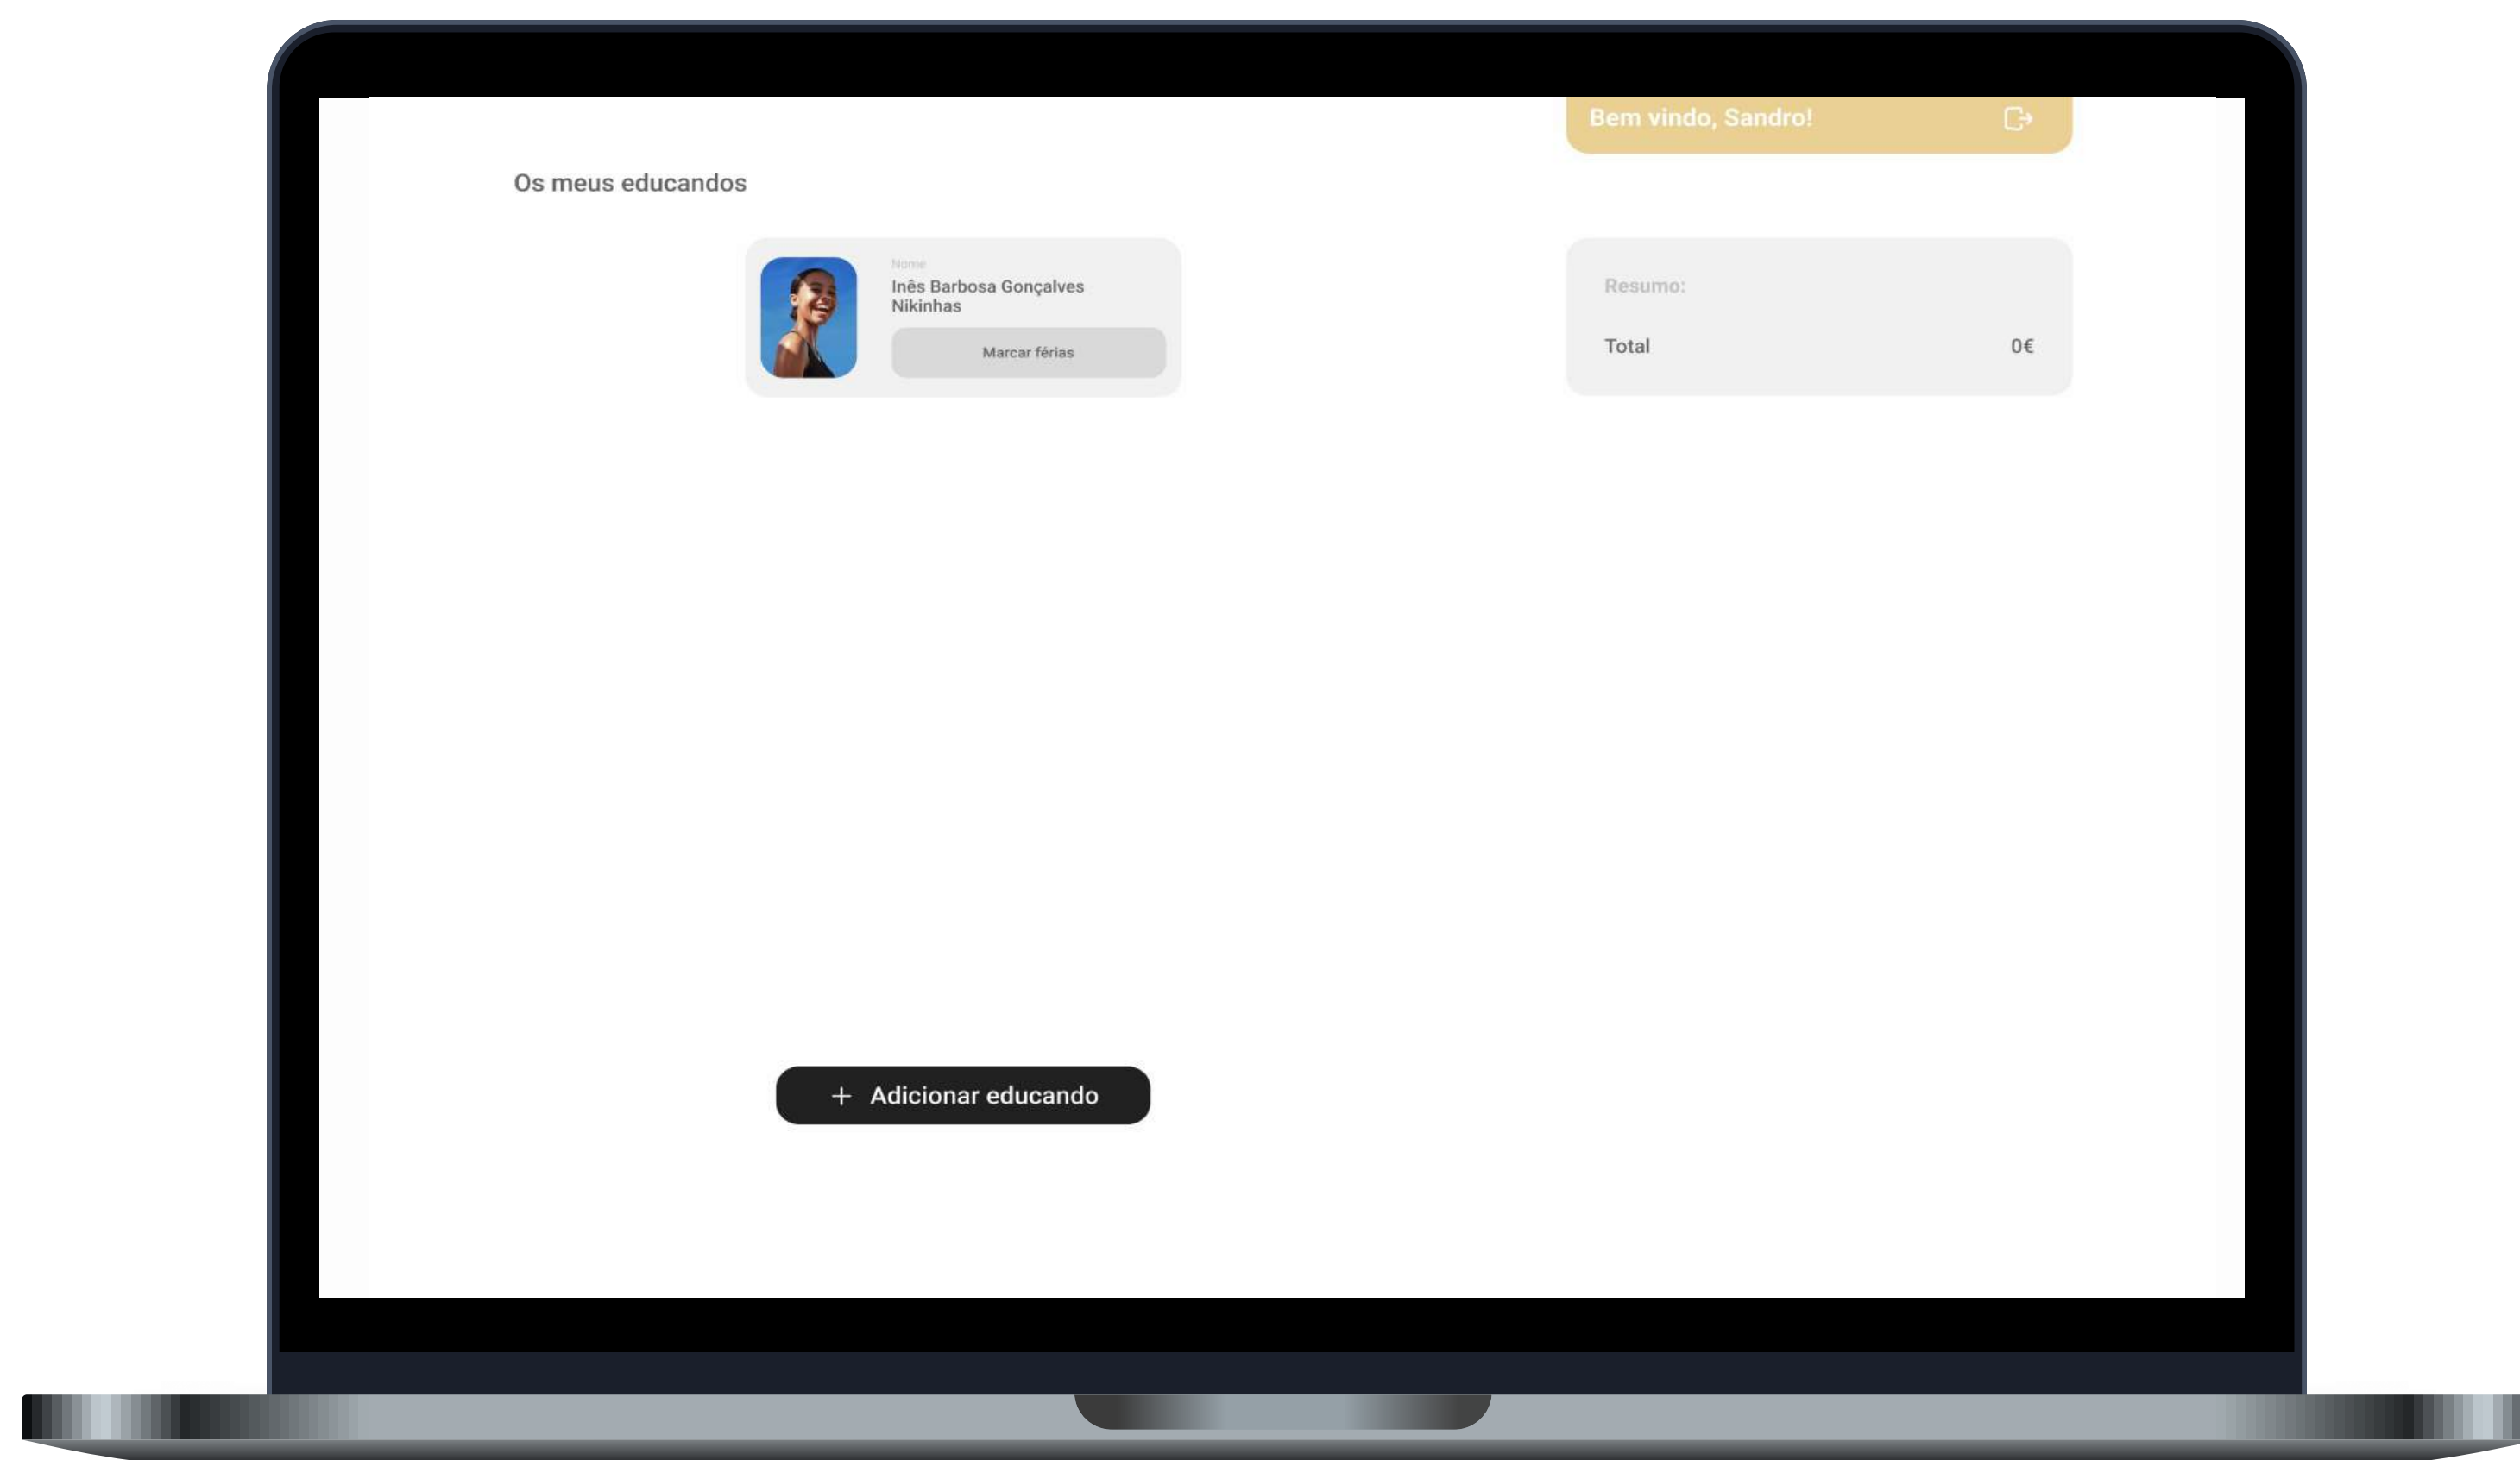 Bem vindo, Sandro!
Os meus educandos
Nome
Inês Barbosa Gonçalves
Nikinhas
Marcar férias
Resumo:
Total 0€
+ Adicionar educando